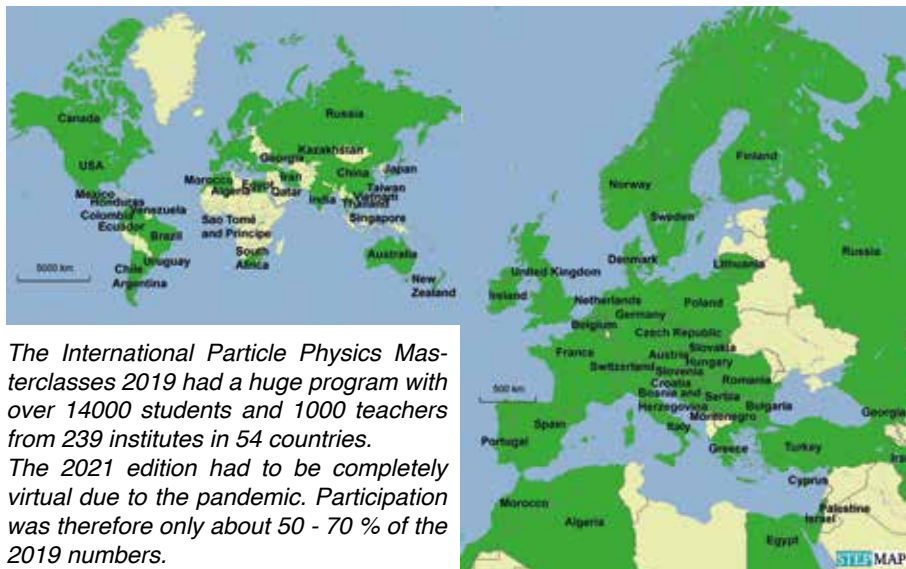 Canada
USA
Mexico
Honduras
Colombia
Venezuela
Ecuador
Brazil
Uruguay
Chile
Argentina
Russia
Kazakhstan
Georgia
Morocco
Algeria
Egypt
Iran
Qatar
China
Japan
Taiwan
Vietnam
Thailand
India
Singapore
Sao Tomé
and Principe
South
Africa
Australia
New
Zealand
5000 km
The International Particle Physics Mas-
terclasses 2019 had a huge program with
over 14000 students and 1000 teachers
from 239 institutes in 54 countries.
The 2021 edition had to be completely
virtual due to the pandemic. Participation
was therefore only about 50 - 70 % of the
2019 numbers.
Finland
Norway
Sweden
Russia
Denmark
Lithuania
United Kingdom
Ireland
Netherlands
Poland
Germany
Belgium
Czech Republic
Slovakia
France
Austria
Hungary
Switzerland
Slovenia
Croatia
Romania
500 km
Bosnia and
Herzegovina
Serbia
Bulgaria
Montenegro
Georgia
Italy
Portugal
Spain
Greece
Turkey
Iran
Cyprus
Morocco
Algeria
Palestine
Israel
Egypt
STEPMAP